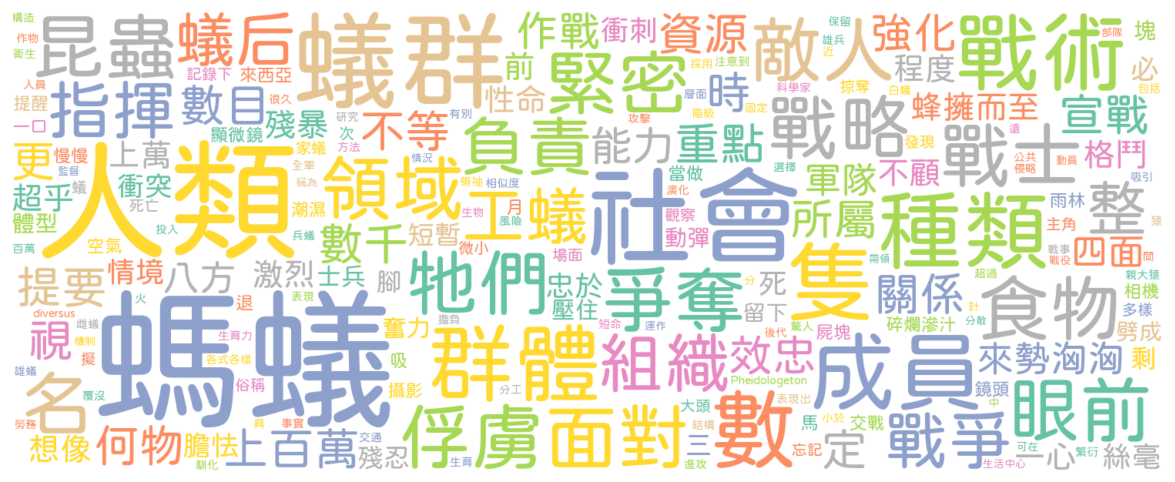 昆蟲
蟻后
蟻群
作戰
衝刺
資源
敵人
強化
戰術
構造
作物
衛生
保留
雄兵
近
部隊
塊
記錄下
來西亞
前
緊密
採用
注意到
程度
必
人員
提醒
指揮
數目
很久
性命
層面
時
科學家
掠奪
白蟻
包括
一口
顯微鏡
殘暴
次
不等
研究
方法
有別
負責
能力
攻擊
固定
階級
重點
戰略
蜂擁而至
發現
遠
宣戰
更
慢慢
監督
上萬
家蟻
全軍
稱為
情況
領袖
相似度
當做
選擇
軍隊
不顧
戰士
公共
侵略
動員
格鬥
吸引
超乎
蟻
死亡
衝突
人類
領域
生物
風險
工蟻
社會
演化
觀察
動彈
所屬
種類
雨林
主角
整
猿
體型
潮濕
兵蟻
數千
短暫
月
微小
場面
戰事
戰役
四面
間
百萬
投入
空氣
情境
八方
激烈
士兵
腳
牠們
忠於
壓住
爭奪
分
死
留下
隻
關係
帶領
超過
食物
親大猿
相機
多樣
提要
diversus
火
退
表現
擔負
奮力
短命
運作
後代
驚人
屍塊
碎爛滲汁
計
分散
劈成
視
雌蟻
機制
擬
螞蟻
生育力
各式各樣
吸
群體
組織
效忠
Pheidologeton
成員
來勢洶洶
剩
雄蟻
名
覆沒
俗稱
攝影
分工
俘虜
面對
大頭
結構
數
三
馬
表現出
小於
交戰
中
鏡頭
眼前
勞務
想像
何物
事實
膽怯
馴化
上百萬
具
交通
殘忍
生育
進攻
忘記
定
戰爭
生活中心
可在
一心
繁衍
絲毫